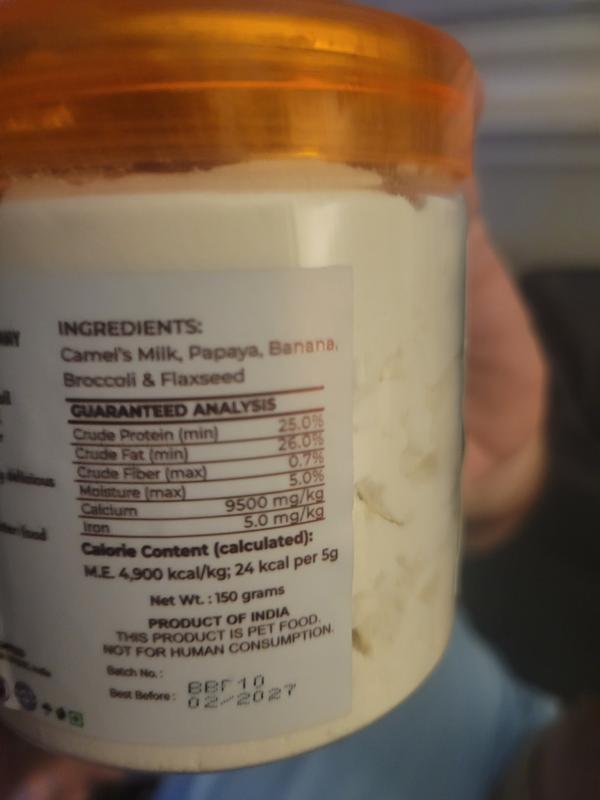 INGREDIENTS:
Camel's Milk, Papaya, Banana,
Broccoli & Flaxseed
GUARANTEED ANALYSIS
Crude Protein (min) 25.0%
Crude Fat (min) 26.0%
Crude Fiber (max) 0.7%
Moisture (max) 5.0%
Calcium 9500 mg/kg
Iron 5.0 mg/kg
Calorie Content (calculated):
M.E. 4,900 kcal/kg; 24 kcal per 5g
Net Wt. : 150 grams
PRODUCT OF INDIA
THIS PRODUCT IS PET FOOD.
NOT FOR HUMAN CONSUMPTION.
Batch No. : BBF10
Best Before : 02/2027